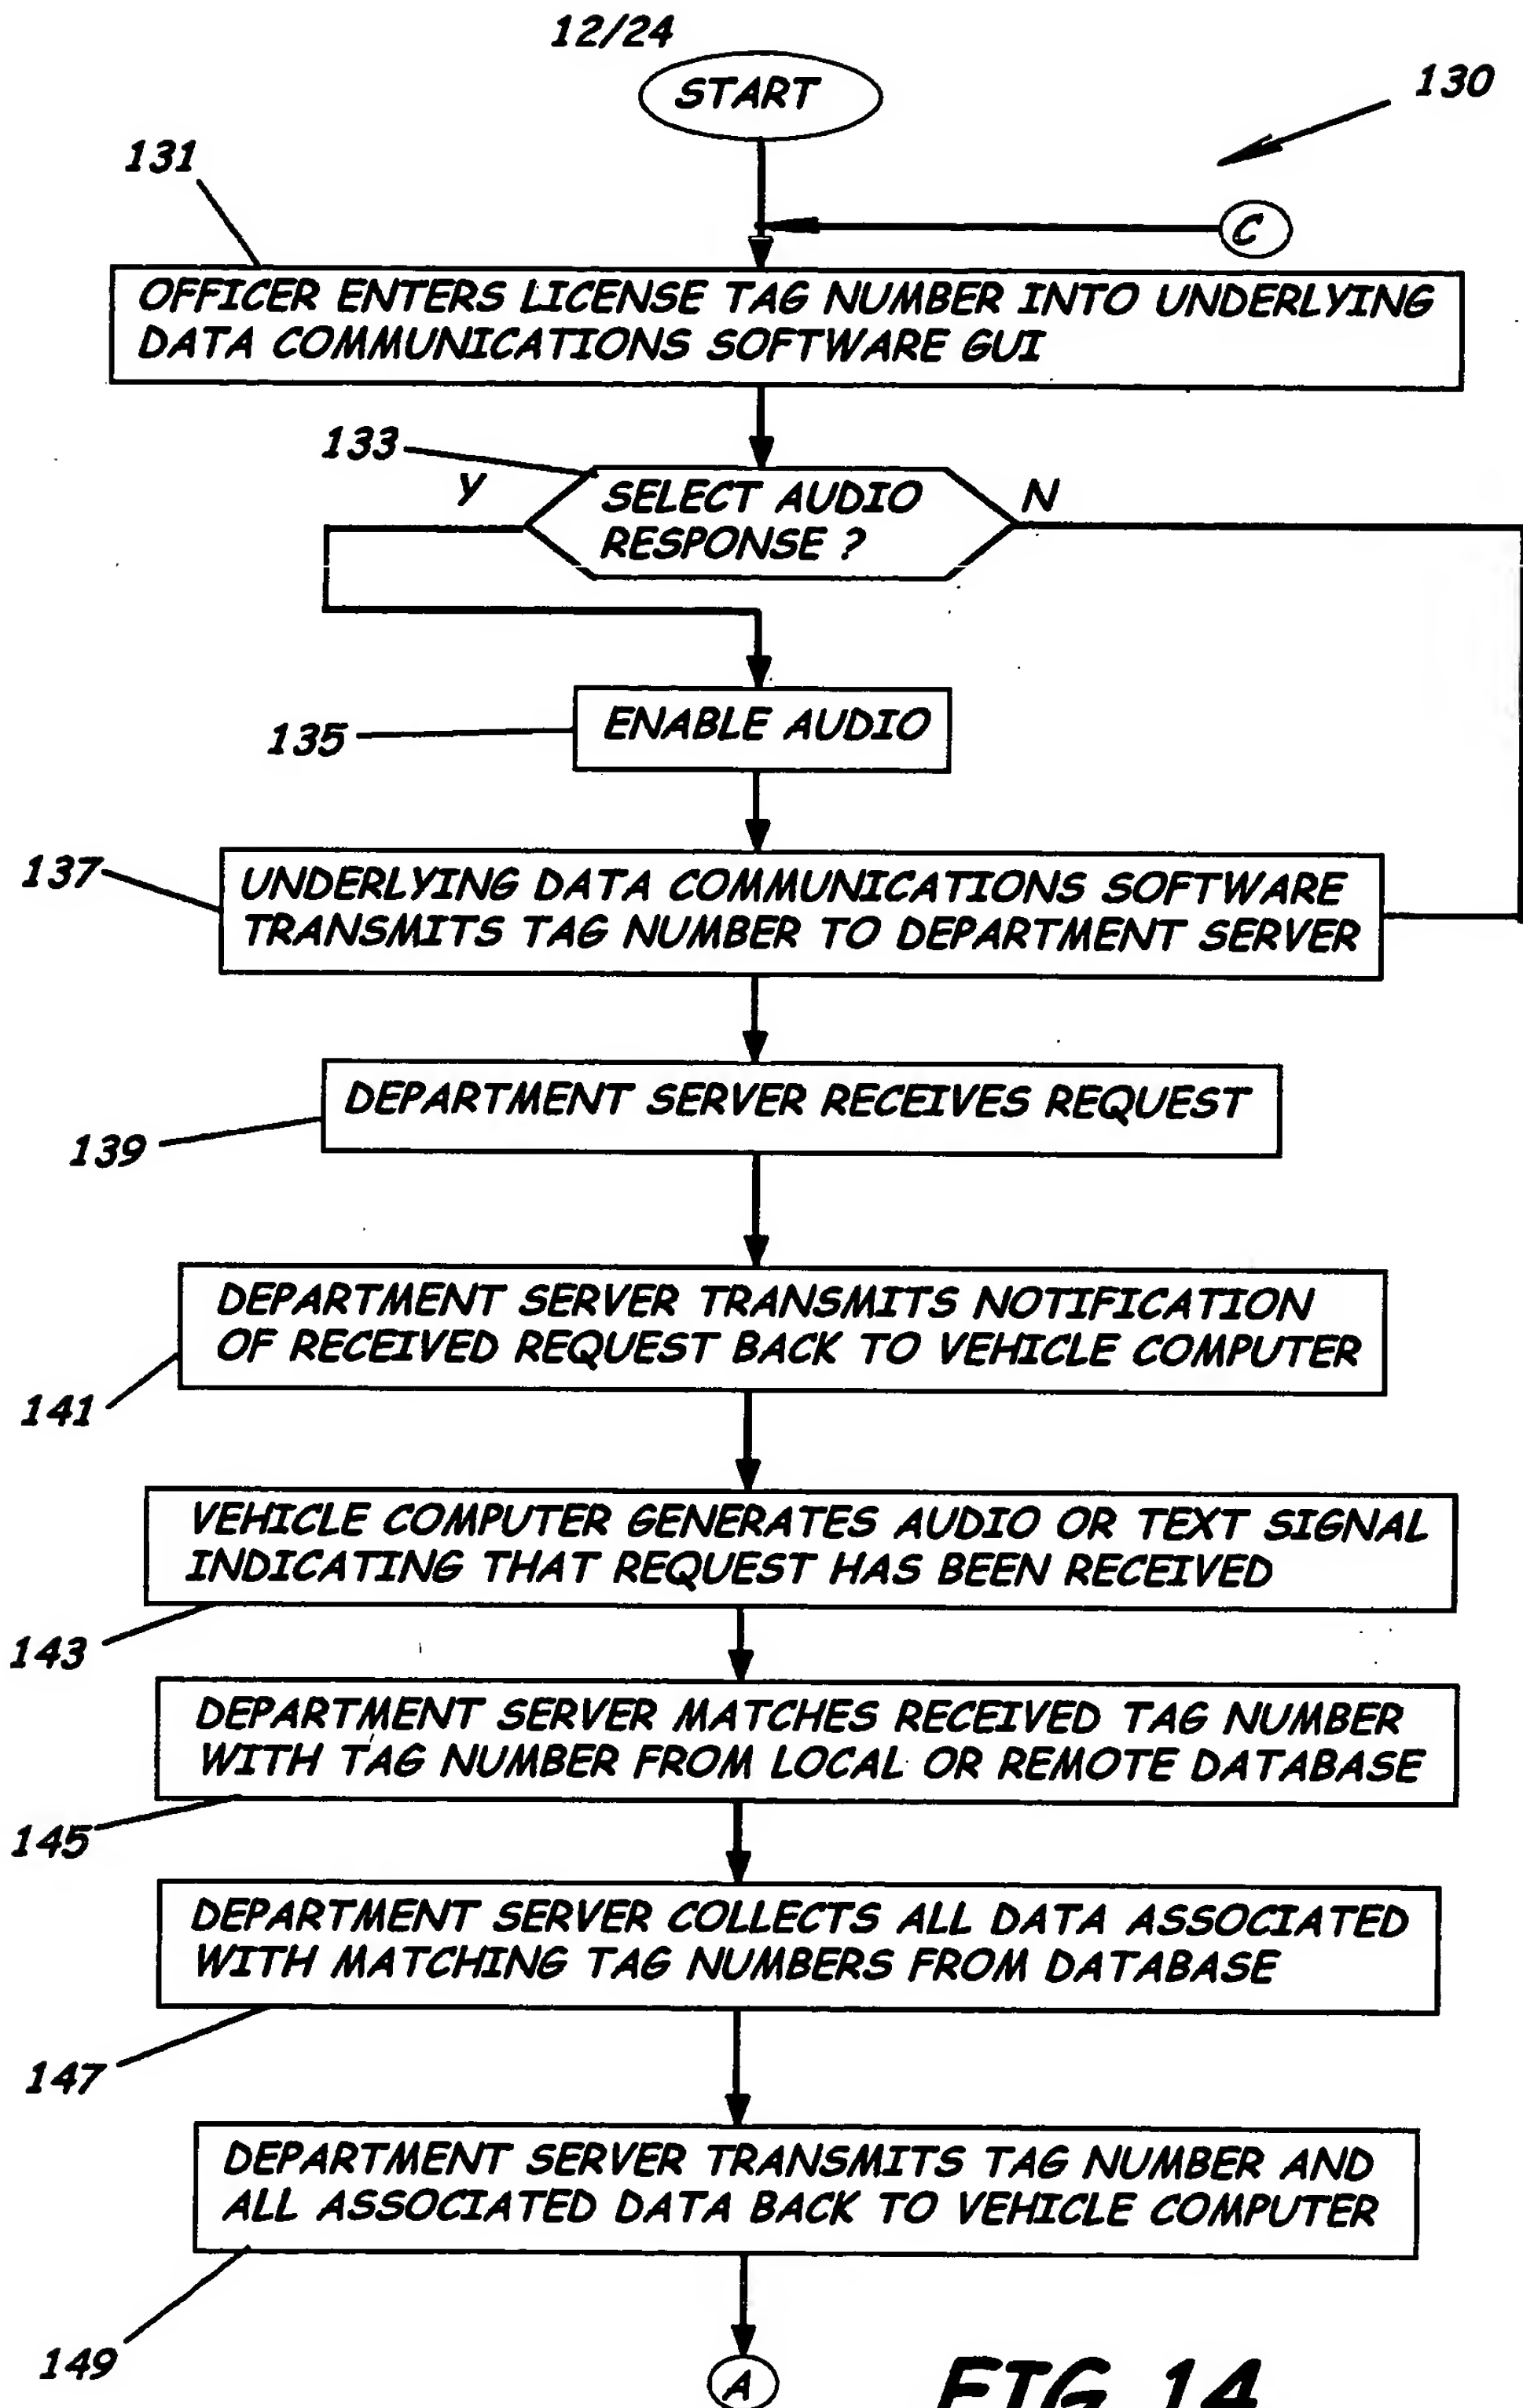 12/24
START
130
131
C
OFFICER ENTERS LICENSE TAG NUMBER INTO UNDERLYING
DATA COMMUNICATIONS SOFTWARE GUI
133
Y
SELECT AUDIO
RESPONSE ?
N
ENABLE AUDIO
135
137
UNDERLYING DATA COMMUNICATIONS SOFTWARE
TRANSMITS TAG NUMBER TO DEPARTMENT SERVER
DEPARTMENT SERVER RECEIVES REQUEST
139
DEPARTMENT SERVER TRANSMITS NOTIFICATION
OF RECEIVED REQUEST BACK TO VEHICLE COMPUTER
141
VEHICLE COMPUTER GENERATES AUDIO OR TEXT SIGNAL
INDICATING THAT REQUEST HAS BEEN RECEIVED
143
DEPARTMENT SERVER MATCHES RECEIVED TAG NUMBER
WITH TAG NUMBER FROM LOCAL OR REMOTE DATABASE
145
DEPARTMENT SERVER COLLECTS ALL DATA ASSOCIATED
WITH MATCHING TAG NUMBERS FROM DATABASE
147
DEPARTMENT SERVER TRANSMITS TAG NUMBER AND
ALL ASSOCIATED DATA BACK TO VEHICLE COMPUTER
149
A
FIG. 14